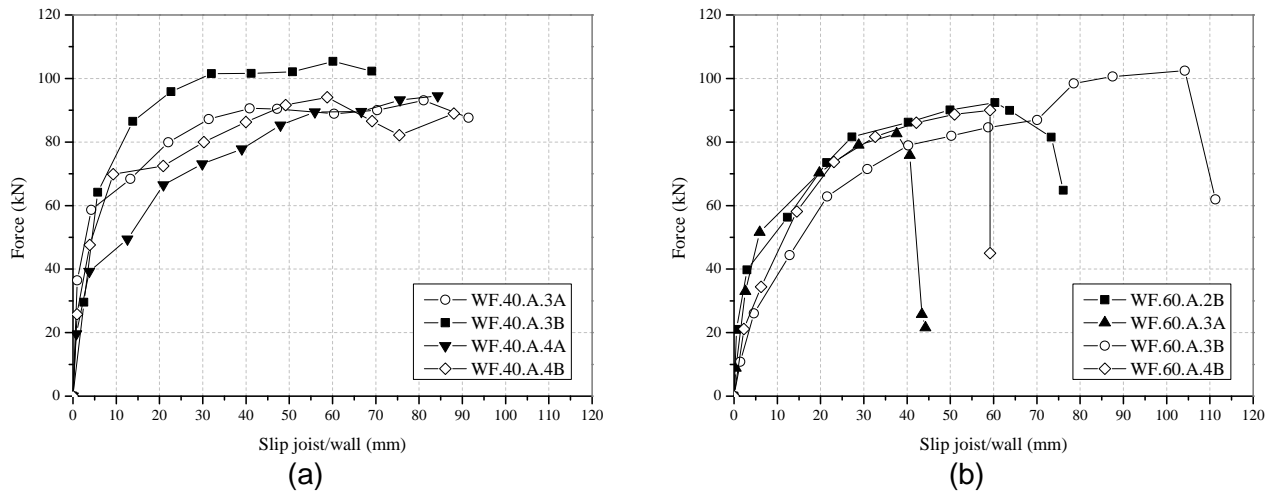 120
100
80
60
40
20
0
Force (kN)
WF.40.A.3A
WF.40.A.3B
WF.40.A.4A
WF.40.A.4B
0 10 20 30 40 50 60 70 80 90 100 110 120
Slip joist/wall (mm)
(a)
120
100
80
60
40
20
0
Force (kN)
WF.60.A.2B
WF.60.A.3A
WF.60.A.3B
WF.60.A.4B
0 10 20 30 40 50 60 70 80 90 100 110 120
Slip joist/wall (mm)
(b)